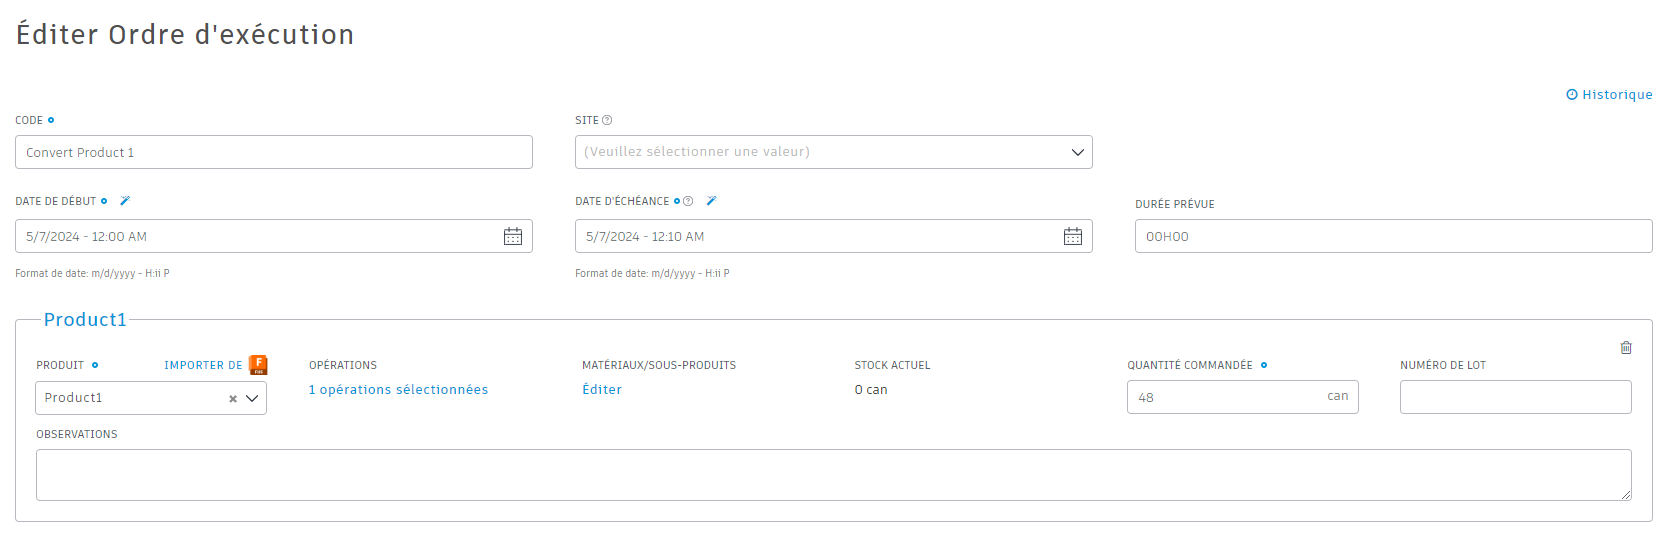 Éditer Ordre d'exécution
Historique
CODE
SITE
Convert Product 1
(Veuillez sélectionner une valeur)
DATE DE DÉBUT
DATE D'ÉCHÉANCE
DURÉE PRÉVUE
5/7/2024 - 12:00 AM
5/7/2024 - 12:10 AM
00H00
Format de date: m/d/yyyy - H:ii P
Format de date: m/d/yyyy - H:ii P
Product1
PRODUIT
IMPORTER DE
OPÉRATIONS
MATÉRIAUX/SOUS-PRODUITS
STOCK ACTUEL
QUANTITÉ COMMANDÉE
NUMÉRO DE LOT
Product1
1 opérations sélectionnées
Éditer
0 can
48
can
OBSERVATIONS